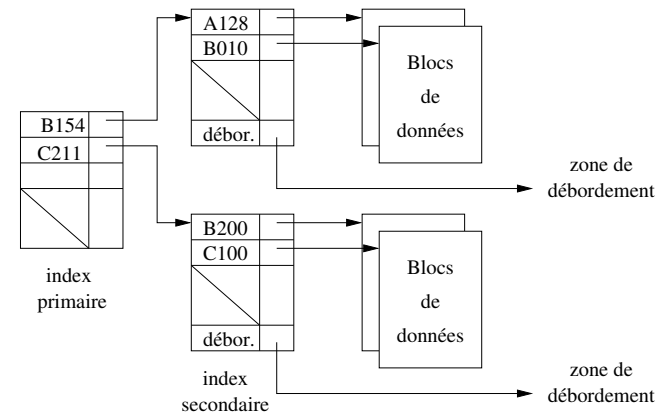 A128
B010
débor.
Blocs
de
données
zone de
débordement
B154
C211
index
primaire
B200
C100
débor.
Blocs
de
données
zone de
débordement
index
secondaire